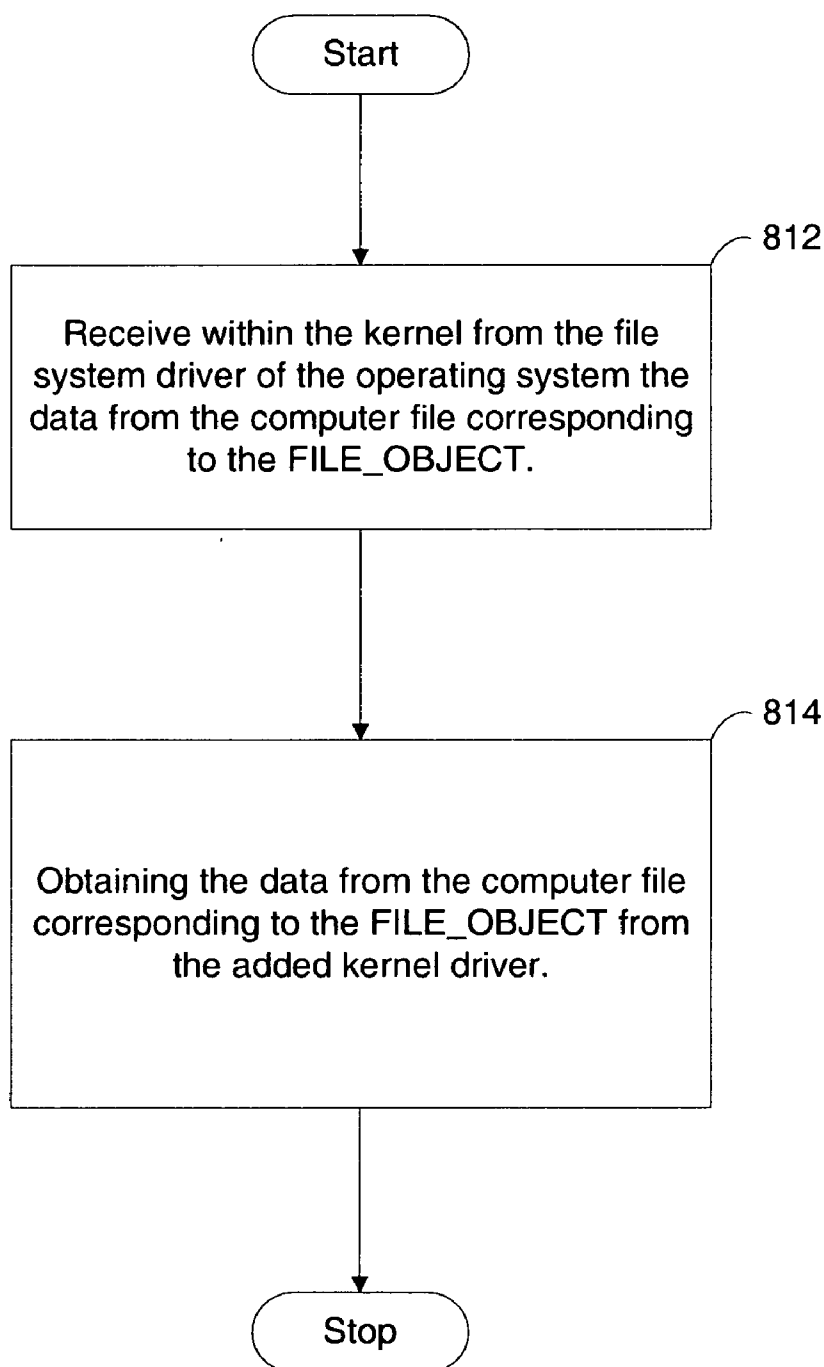 Start
812
Receive within the kernel from the file
system driver of the operating system the
data from the computer file corresponding
to the FILE_OBJECT.
814
Obtaining the data from the computer file
corresponding to the FILE_OBJECT from
the added kernel driver.
Stop